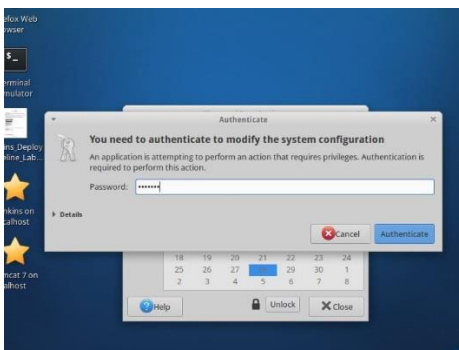 efox Web
owser
$_
erminal
mulator
ins_Deploy
eline_Lab...
nkins on
calhost
mcat 7 on
alhost
Authenticate
You need to authenticate to modify the system configuration
An application is attempting to perform an action that requires privileges. Authentication is
required to perform this action.
Password: •••••••
Details
Cancel
Authenticate
18 19 20 21 22 23 24
25 26 27 29 30 1
2 3 4 5 6 7 8
Help
Unlock
Close